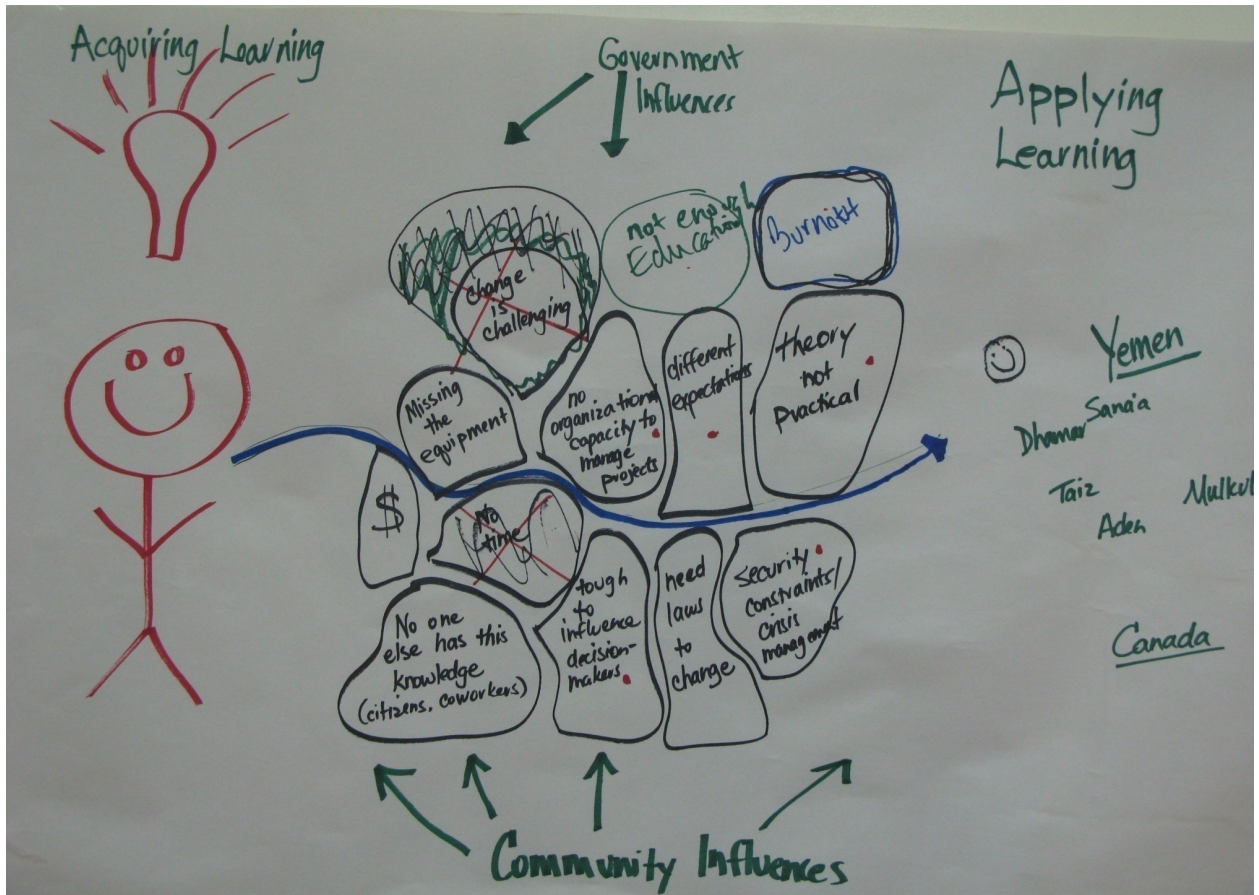 Acquiring Learning
Government
Influences
Applying
Learning
change
is
challenging
not enough
Education
Missing
the
equipment
no
organizational
capacity to
manage
projects
different
expectations
theory
not
practical
$
No
time
No one
else has this
knowledge
(citizens, coworkers)
tough
to
influence
decision-
makers
need
laws
to
change
security
constraints/
crisis
management
Yemen
Sana'a
Dhamar
Taiz
Aden
Canada
Community Influences